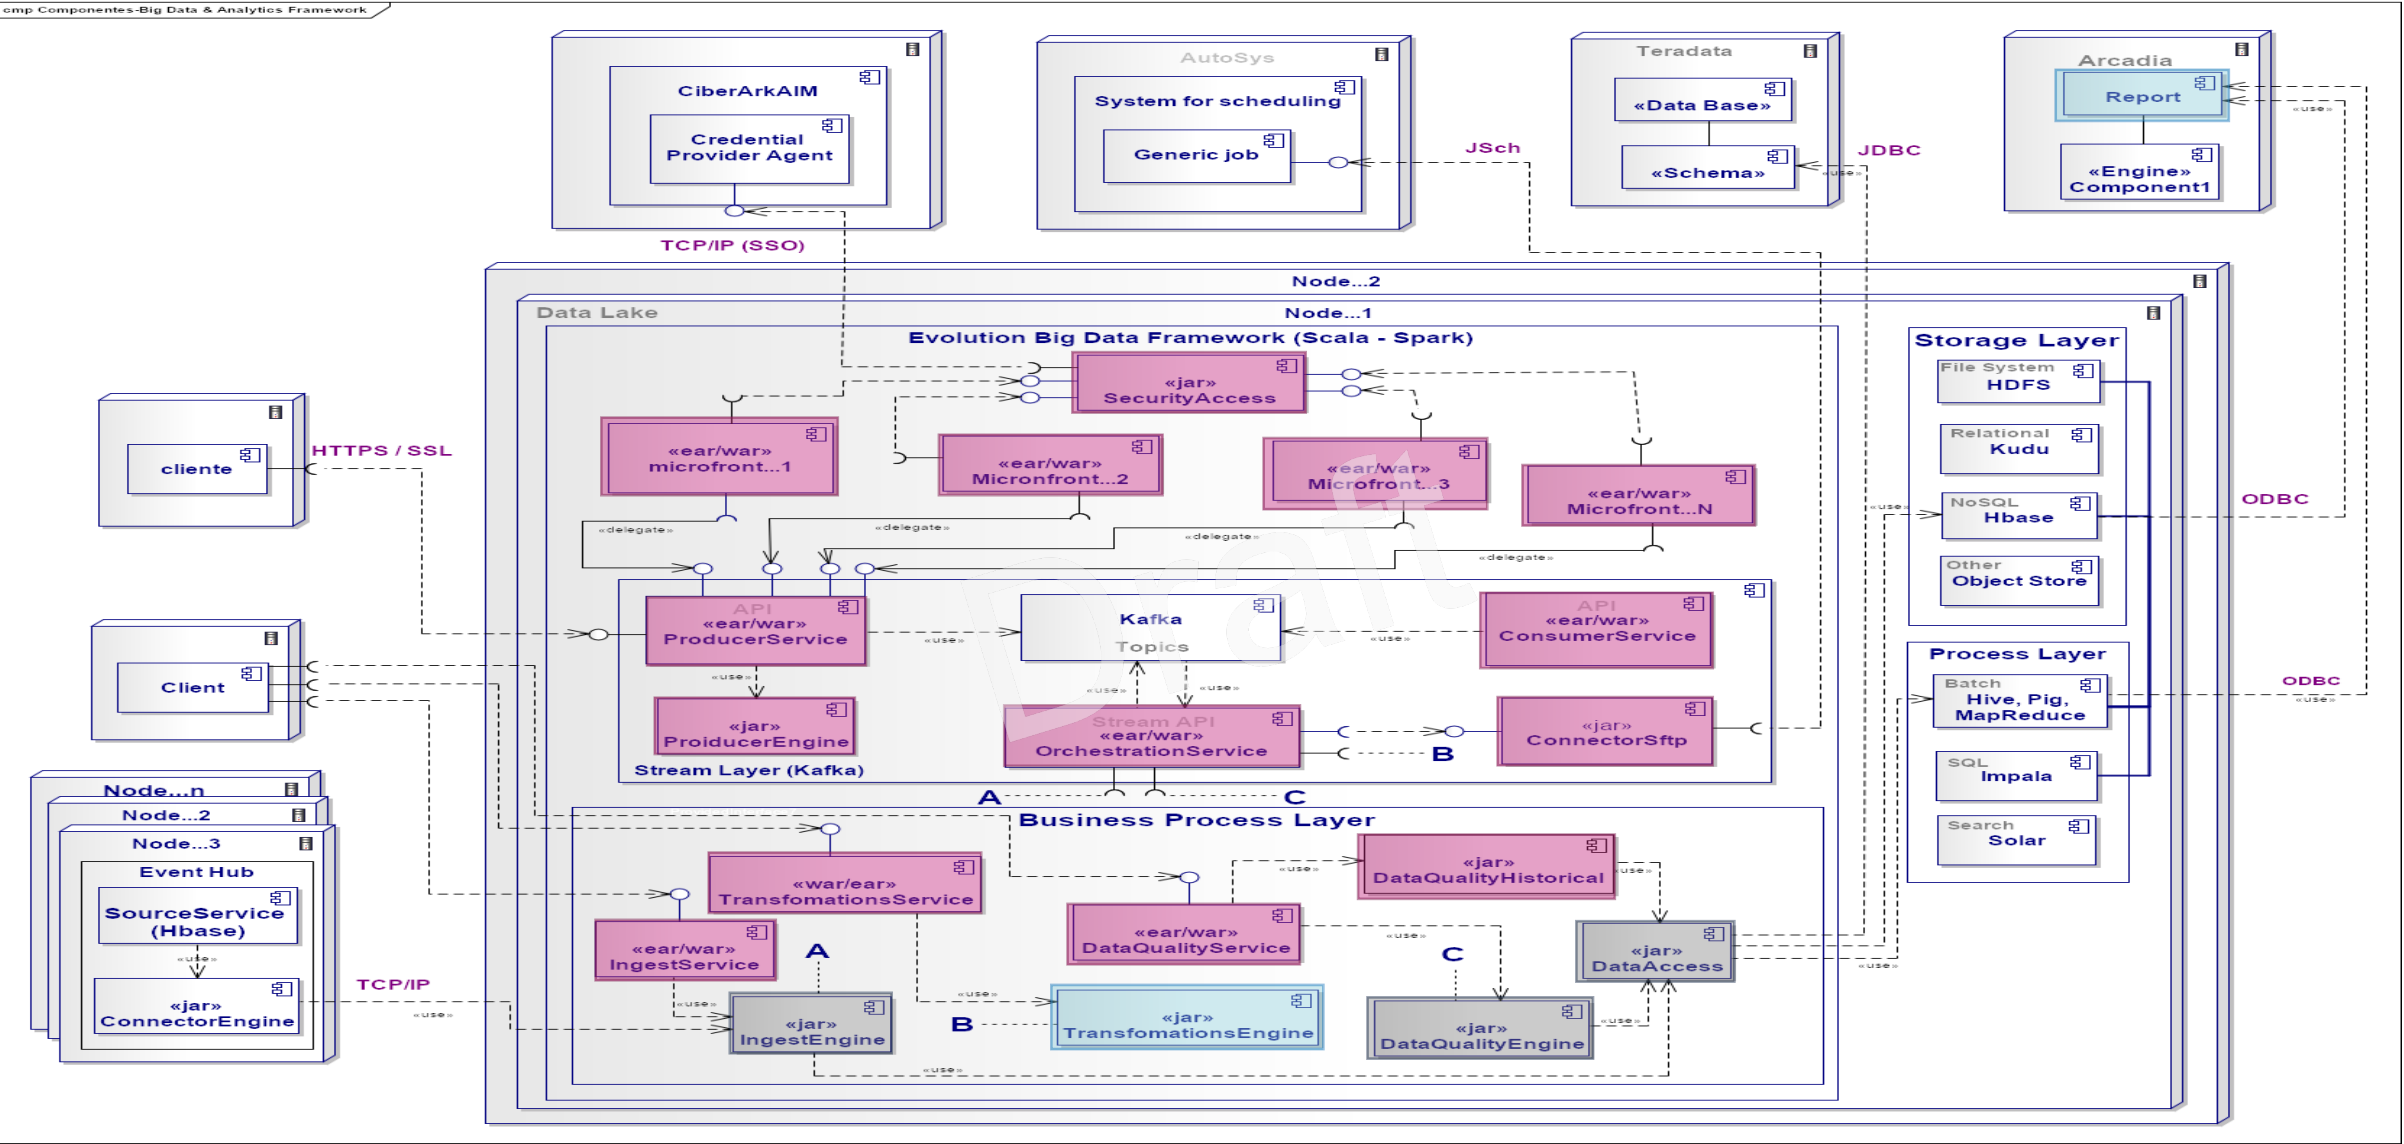 cmp Componentes-Big Data & Analytics Framework
CiberArkAIM
Credential
Provider Agent
TCP/IP (SSO)
AutoSys
System for scheduling
Generic job
JSch
Teradata
«Data Base»
«Schema»
JDBC
«use»
Arcadia
Report
«use»
«Engine»
Component1
Node...2
Data Lake
Node...1
Evolution Big Data Framework (Scala - Spark)
«jar»
SecurityAccess
«ear/war»
microfront...1
«ear/war»
Micronfront...2
«ear/war»
Microfront...3
«ear/war»
Microfront...N
«delegate»
«delegate»
«delegate»
«delegate»
cliente
HTTPS / SSL
Client
API
«ear/war»
ProducerService
«use»
Kafka
Topics
«use»
API
«ear/war»
ConsumerService
«use»
«use»
«use»
«jar»
ProiducerEngine
Stream API
«ear/war»
OrchestrationService
B
«jar»
ConnectorSftp
Stream Layer (Kafka)
A
C
Business Process Layer
«war/ear»
TransfomationsService
«ear/war»
IngestService
«use»
A
«jar»
IngestEngine
«use»
«ear/war»
DataQualityService
«use»
«jar»
DataQualityHistorical
«use»
«use»
C
«jar»
DataAccess
«use»
«use»
B
«jar»
TransfomationsEngine
«jar»
DataQualityEngine
«use»
Storage Layer
File System
HDFS
Relational
Kudu
«use»
NoSQL
Hbase
ODBC
Other
Object Store
Process Layer
Batch
Hive, Pig,
MapReduce
ODBC
«use»
SQL
Impala
Search
Solar
Node...n
Node...2
Node...3
Event Hub
SourceService
(Hbase)
«use»
«jar»
ConnectorEngine
TCP/IP
«use»
Draft